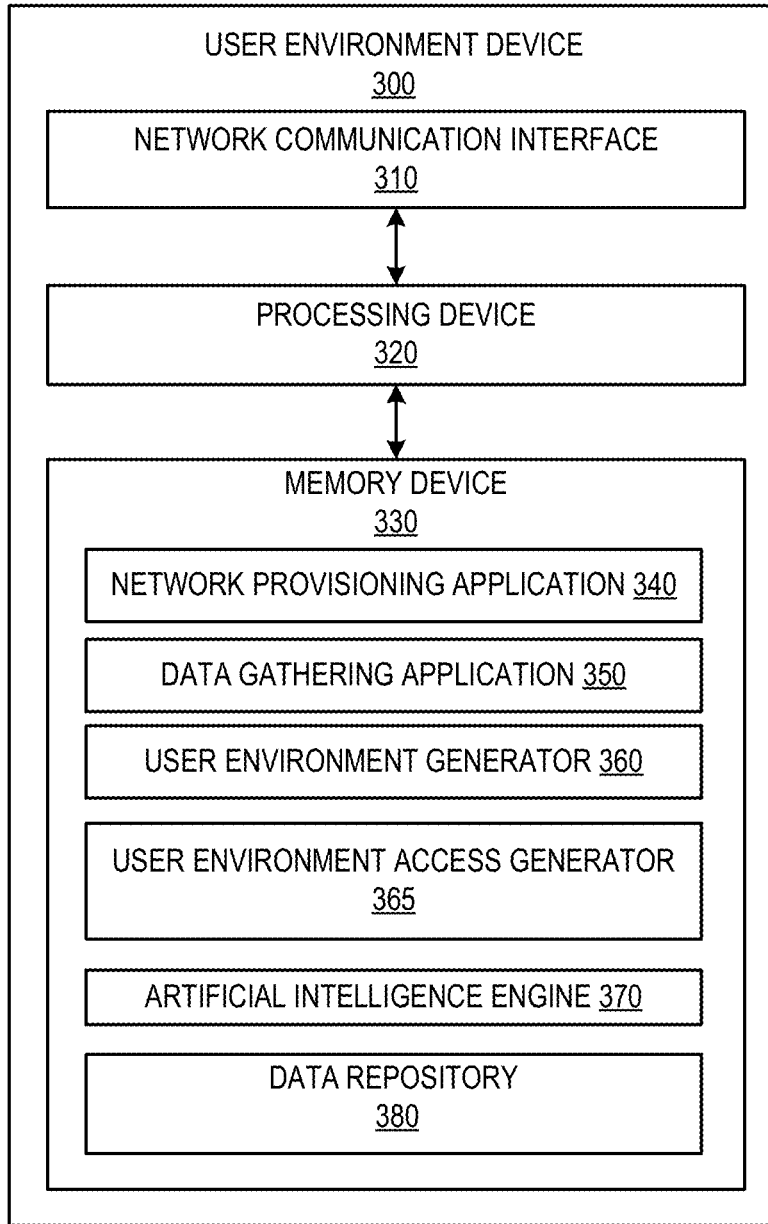 USER ENVIRONMENT DEVICE
300
NETWORK COMMUNICATION INTERFACE
310
PROCESSING DEVICE
320
MEMORY DEVICE
330
NETWORK PROVISIONING APPLICATION 340
DATA GATHERING APPLICATION 350
USER ENVIRONMENT GENERATOR 360
USER ENVIRONMENT ACCESS GENERATOR
365
ARTIFICIAL INTELLIGENCE ENGINE 370
DATA REPOSITORY
380